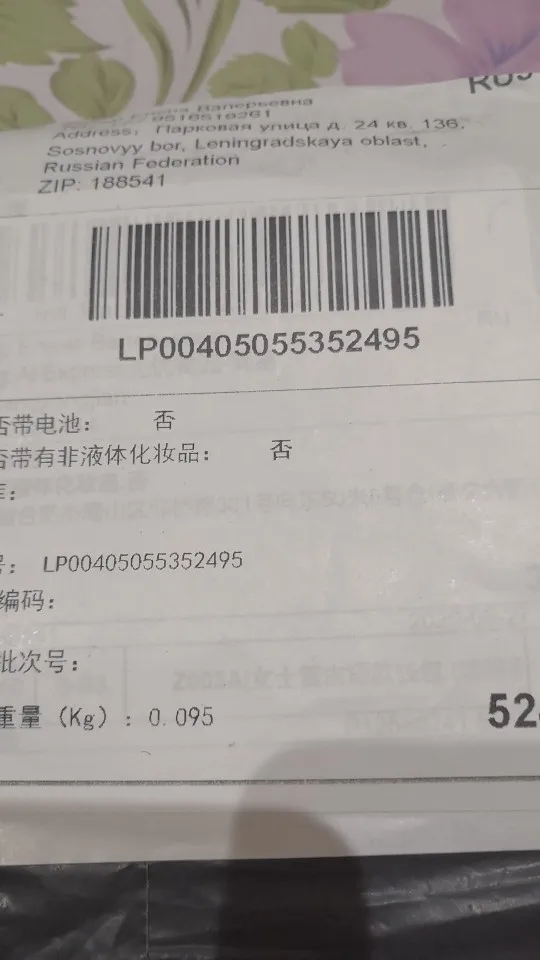 Валерьевна
Address: Парковая улица д. 24 кв. 136,
Sosnovyy bor, Leningradskaya oblast,
Russian Federation
ZIP: 188541
LP00405055352495
否带电池： 否
否带有非液体化妆品： 否
LP00405055352495
编码：
批次号：
重量（Kg）：0.095
52